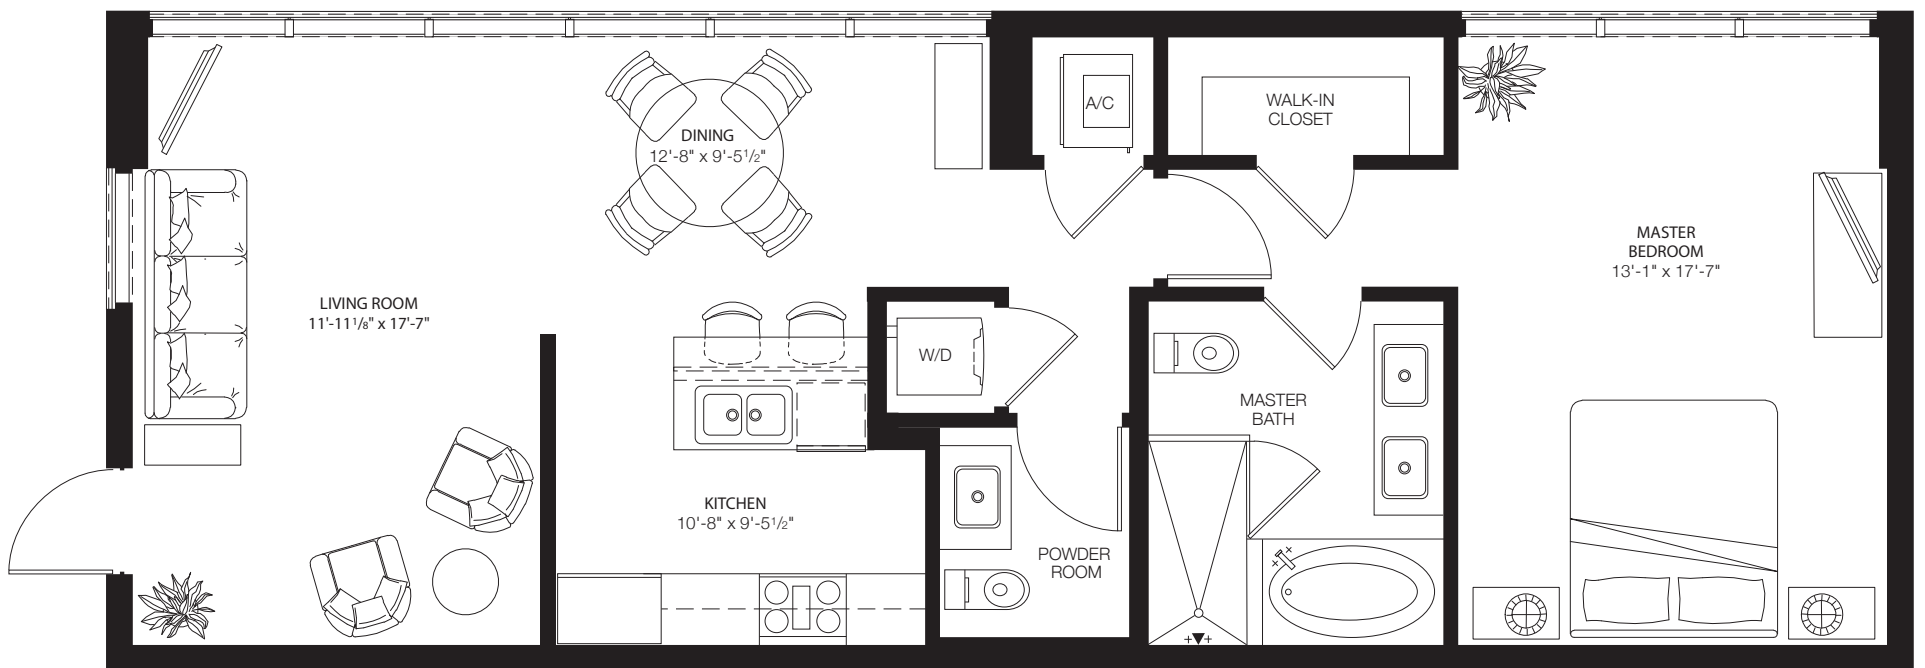 A/C
WALK-IN
CLOSET
DINING
12'-8" x 9'-5½"
MASTER
BEDROOM
13'-1" x 17'-7"
LIVING ROOM
11'-11⅛" x 17'-7"
W/D
MASTER
BATH
KITCHEN
10'-8" x 9'-5½"
POWDER
ROOM